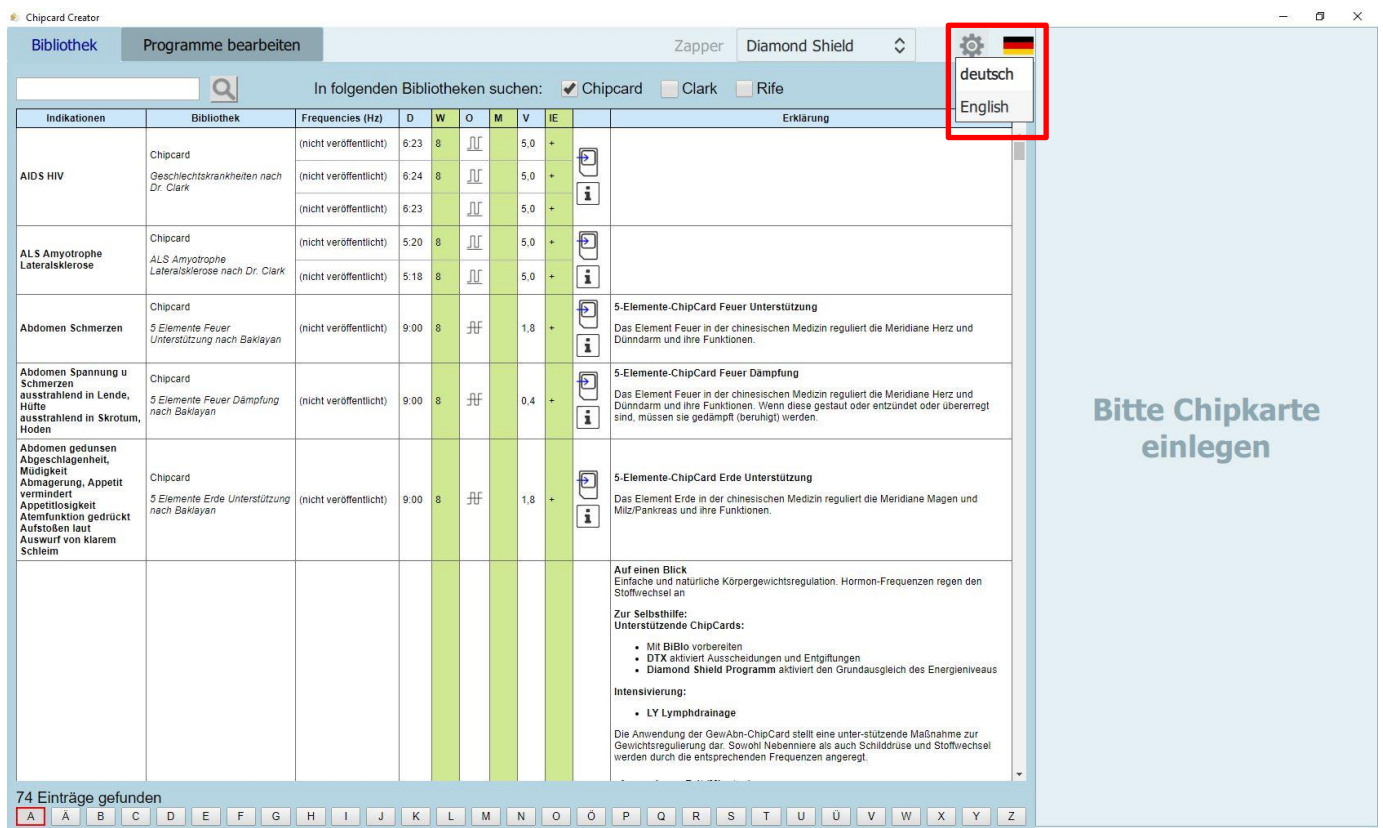 Chipcard Creator
Bibliothek
Programme bearbeiten
Zapper
Diamond Shield
deutsch
English
In folgenden Bibliotheken suchen:
Chipcard
Clark
Rife
Indikationen
Bibliothek
Frequencies (Hz)
D
W
O
M
V
IE
Erklärung
AIDS HIV
Chipcard
Geschlechtskrankheiten nach
Dr. Clark
(nicht veröffentlicht) 6:23 8 5,0 +
(nicht veröffentlicht) 6:24 8 5,0 +
(nicht veröffentlicht) 6:23 5,0 +
ALS Amyotrophe
Lateralsklerose
Chipcard
ALS Amyotrophe
Lateralsklerose nach Dr. Clark
(nicht veröffentlicht) 5:20 8 5,0 +
(nicht veröffentlicht) 5:18 8 5,0 +
Abdomen Schmerzen
Chipcard
5 Elemente Feuer
Unterstützung nach Baklayan
(nicht veröffentlicht) 9:00 8 1,8 +
5-Elemente-ChipCard Feuer Unterstützung
Das Element Feuer in der chinesischen Medizin reguliert die Meridiane Herz und
Dünndarm und ihre Funktionen.
Abdomen Spannung u
Schmerzen
ausstrahlend in Lende,
Hüfte
ausstrahlend in Skrotum,
Hoden
Chipcard
5 Elemente Feuer Dämpfung
nach Baklayan
(nicht veröffentlicht) 9:00 8 0,4 +
5-Elemente-ChipCard Feuer Dämpfung
Das Element Feuer in der chinesischen Medizin reguliert die Meridiane Herz und
Dünndarm und ihre Funktionen. Wenn diese gestaut oder entzündet oder übererregt
sind, müssen sie gedämpft (beruhigt) werden.
Abdomen gedunsen
Abgeschlagenheit,
Müdigkeit
Abmagerung, Appetit
vermindert
Appetitlosigkeit
Atemfunktion gedrückt
Aufstoßen laut
Auswurf von klarem
Schleim
Chipcard
5 Elemente Erde Unterstützung
nach Baklayan
(nicht veröffentlicht) 9:00 8 1,8 +
5-Elemente-ChipCard Erde Unterstützung
Das Element Erde in der chinesischen Medizin reguliert die Meridiane Magen und
Milz/Pankreas und ihre Funktionen.
Auf einen Blick
Einfache und natürliche Körpergewichtsregulation. Hormon-Frequenzen regen den
Stoffwechsel an
Zur Selbsthilfe:
Unterstützende ChipCards:
• Mit BiBlo vorbereiten
• DTX aktiviert Ausscheidungen und Entgiftungen
• Diamond Shield Programm aktiviert den Grundausgleich des Energieniveaus
Intensivierung:
• LY Lymphdrainage
Die Anwendung der GewAbn-ChipCard stellt eine unter-stützende Maßnahme zur
Gewichtsregulierung dar. Sowohl Nebenniere als auch Schilddrüse und Stoffwechsel
werden durch die entsprechenden Frequenzen angeregt.
Bitte Chipkarte
einlegen
74 Einträge gefunden
A Ä B C D E F G H I J K L M N O Ö P Q R S T U Ü V W X Y Z